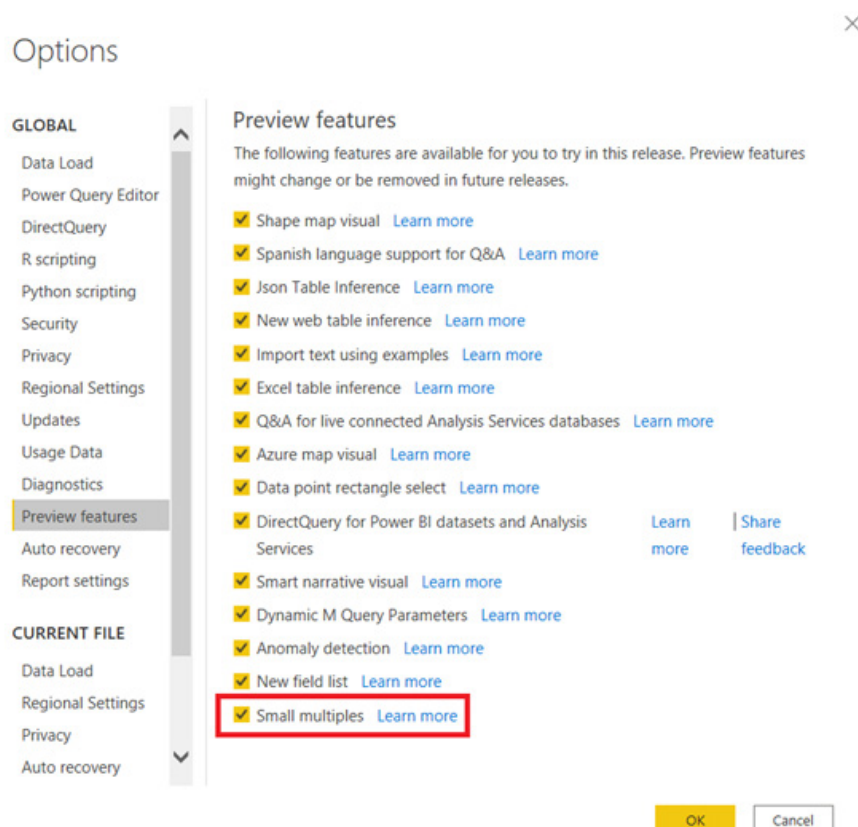 Options
GLOBAL
Data Load
Power Query Editor
DirectQuery
R scripting
Python scripting
Security
Privacy
Regional Settings
Updates
Usage Data
Diagnostics
Preview features
Auto recovery
Report settings
CURRENT FILE
Data Load
Regional Settings
Privacy
Auto recovery
Preview features
The following features are available for you to try in this release. Preview features
might change or be removed in future releases.
Shape map visual Learn more
Spanish language support for Q&A Learn more
Json Table Inference Learn more
New web table inference Learn more
Import text using examples Learn more
Excel table inference Learn more
Q&A for live connected Analysis Services databases Learn more
Azure map visual Learn more
Data point rectangle select Learn more
DirectQuery for Power BI datasets and Analysis Learn | Share
Services more feedback
Smart narrative visual Learn more
Dynamic M Query Parameters Learn more
Anomaly detection Learn more
New field list Learn more
Small multiples Learn more
OK Cancel